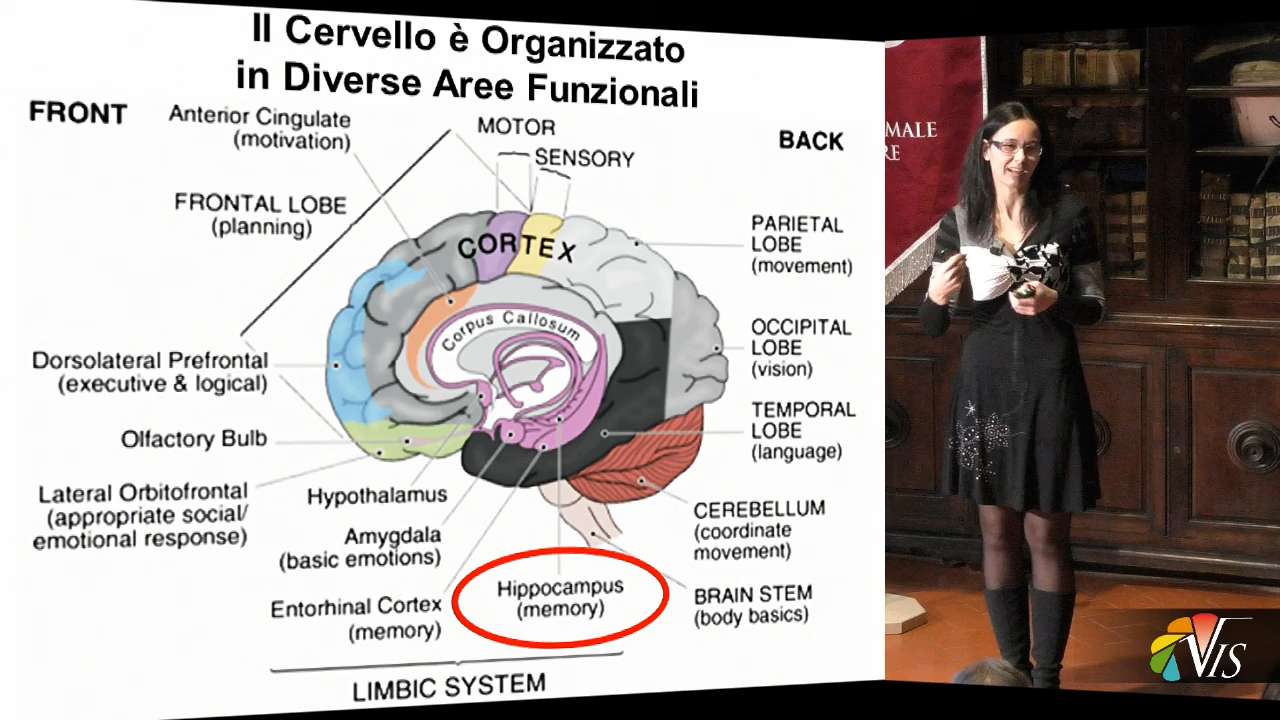 Il Cervello è Organizzato
in Diverse Aree Funzionali
FRONT
Anterior Cingulate
(motivation)
MOTOR
SENSORY
BACK
FRONTAL LOBE
(planning)
CORTEX
Corpus Callosum
PARIETAL
LOBE
(movement)
OCCIPITAL
LOBE
(vision)
TEMPORAL
LOBE
(language)
Dorsolateral Prefrontal
(executive & logical)
Olfactory Bulb
Lateral Orbitofrontal
(appropriate social/
emotional response)
Hypothalamus
Amygdala
(basic emotions)
Entorhinal Cortex
(memory)
Hippocampus
(memory)
CEREBELLUM
(coordinate
movement)
BRAIN STEM
(body basics)
LIMBIC SYSTEM
MALE
RE
VIS